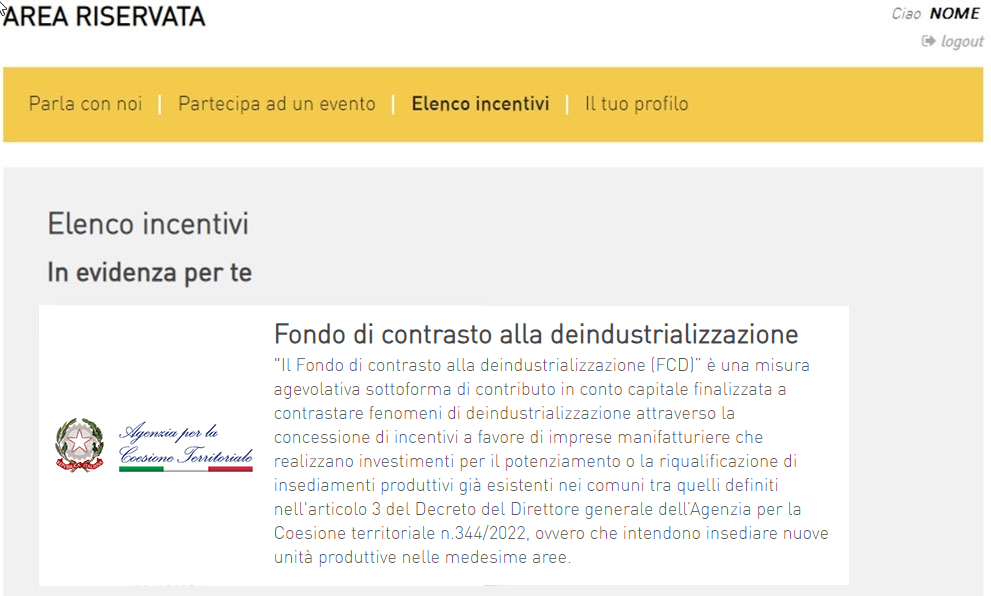 AREA RISERVATA
Ciao NOME
logout
Parla con noi | Partecipa ad un evento | Elenco incentivi | Il tuo profilo
Elenco incentivi
In evidenza per te
Agenzia per la
Coesione Territoriale
Fondo di contrasto alla deindustrializzazione
"Il Fondo di contrasto alla deindustrializzazione (FCD)" è una misura
agevolativa sottoforma di contributo in conto capitale finalizzata a
contrastare fenomeni di deindustrializzazione attraverso la
concessione di incentivi a favore di imprese manifatturiere che
realizzano investimenti per il potenziamento o la riqualificazione di
insediamenti produttivi già esistenti nei comuni tra quelli definiti
nell'articolo 3 del Decreto del Direttore generale dell'Agenzia per la
Coesione territoriale n.344/2022, ovvero che intendono insediare nuove
unità produttive nelle medesime aree.